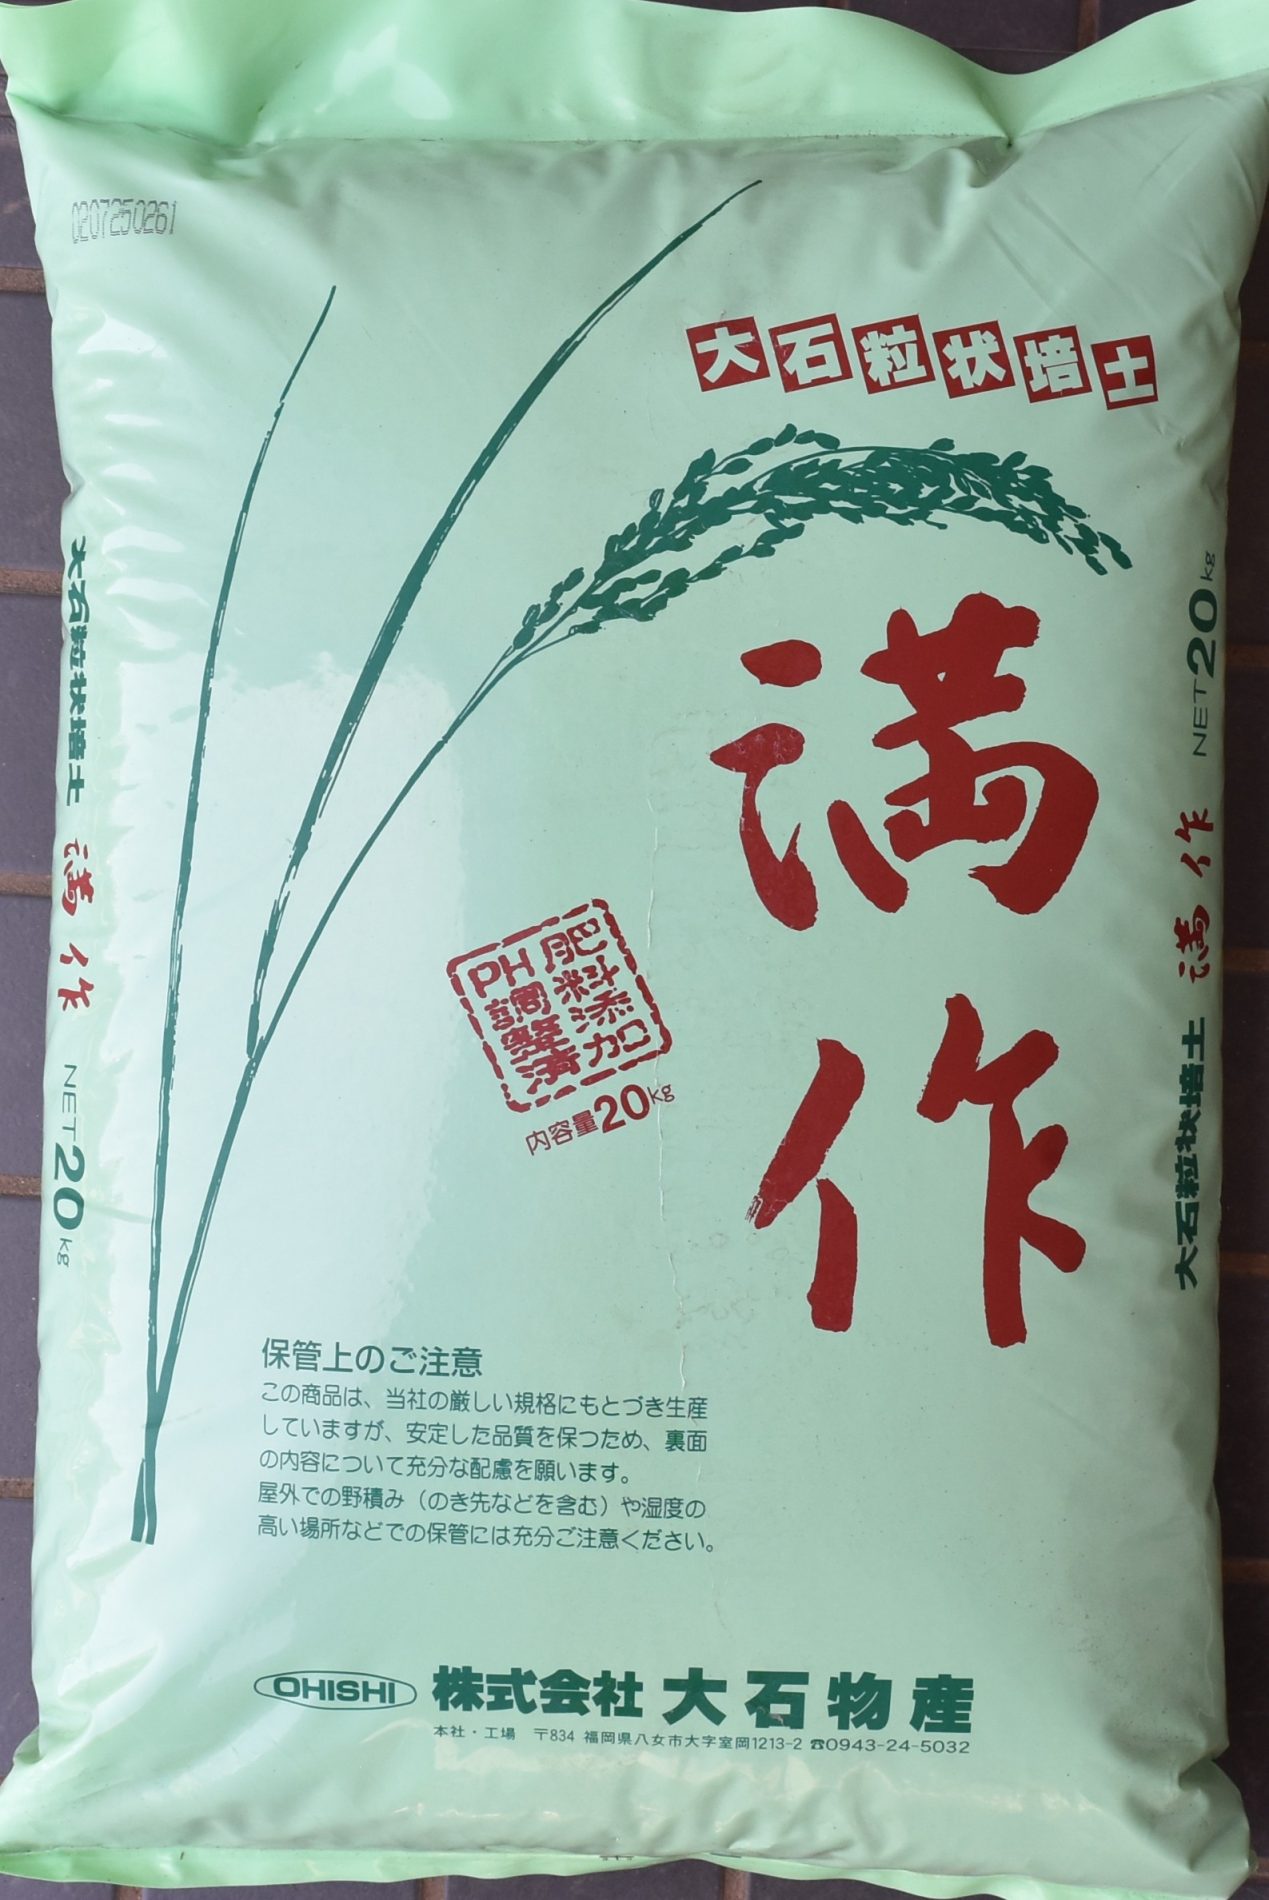 0207250261
大石粒状培土
満作
肥料添加
PH調整済
内容量20kg
保管上のご注意
この商品は、当社の厳しい規格にもとづき生産
していますが、安定した品質を保つため、裏面
の内容について充分な配慮を願います。
屋外での野積み（のき先などを含む）や湿度の
高い場所などでの保管には充分ご注意ください。
OHISHI 株式会社 大石物産
本社・工場 〒834 福岡県八女市大字室岡1213-2 ☎0943-24-5032
大石粒状培土 満作 NET20kg
大石粒状培土 満作 NET20kg